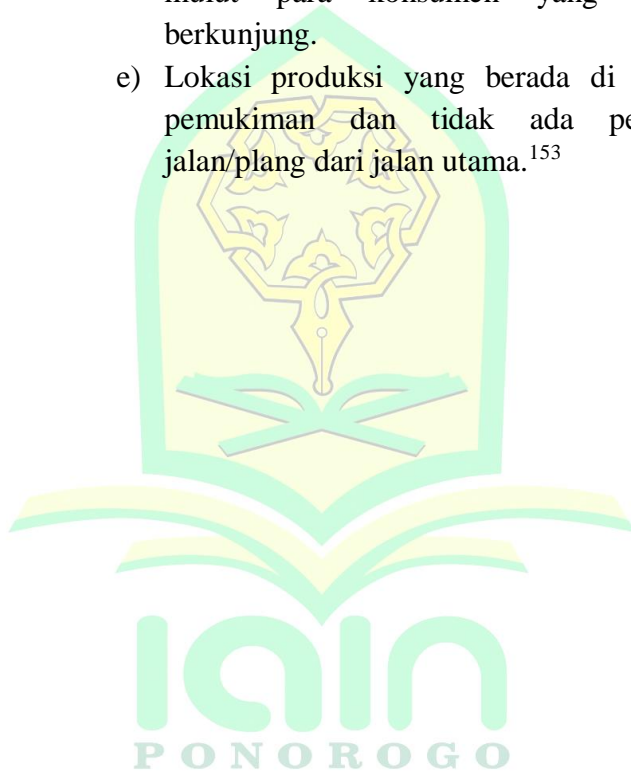 para konsumen yang
berkunjung.
e) Lokasi produksi yang berada di
pemukiman dan tidak ada
jalan/plang dari jalan utama.153
iain
PONOROGO